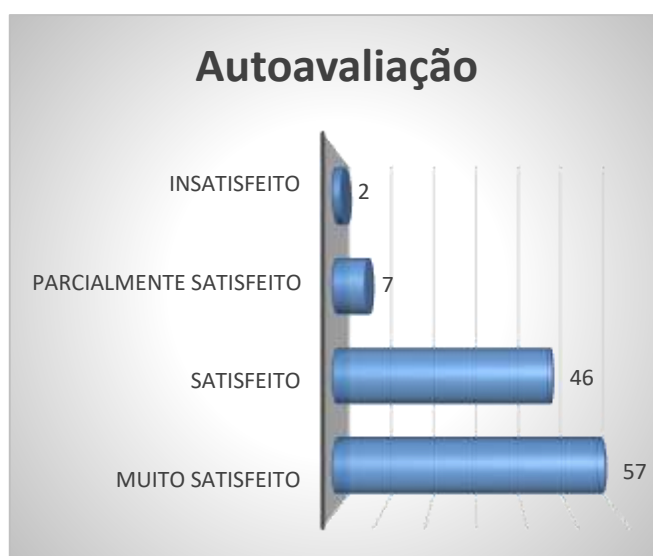 Autoavaliação
INSATISFEITO
2
PARCIALMENTE SATISFEITO
7
SATISFEITO
46
MUITO SATISFEITO
57